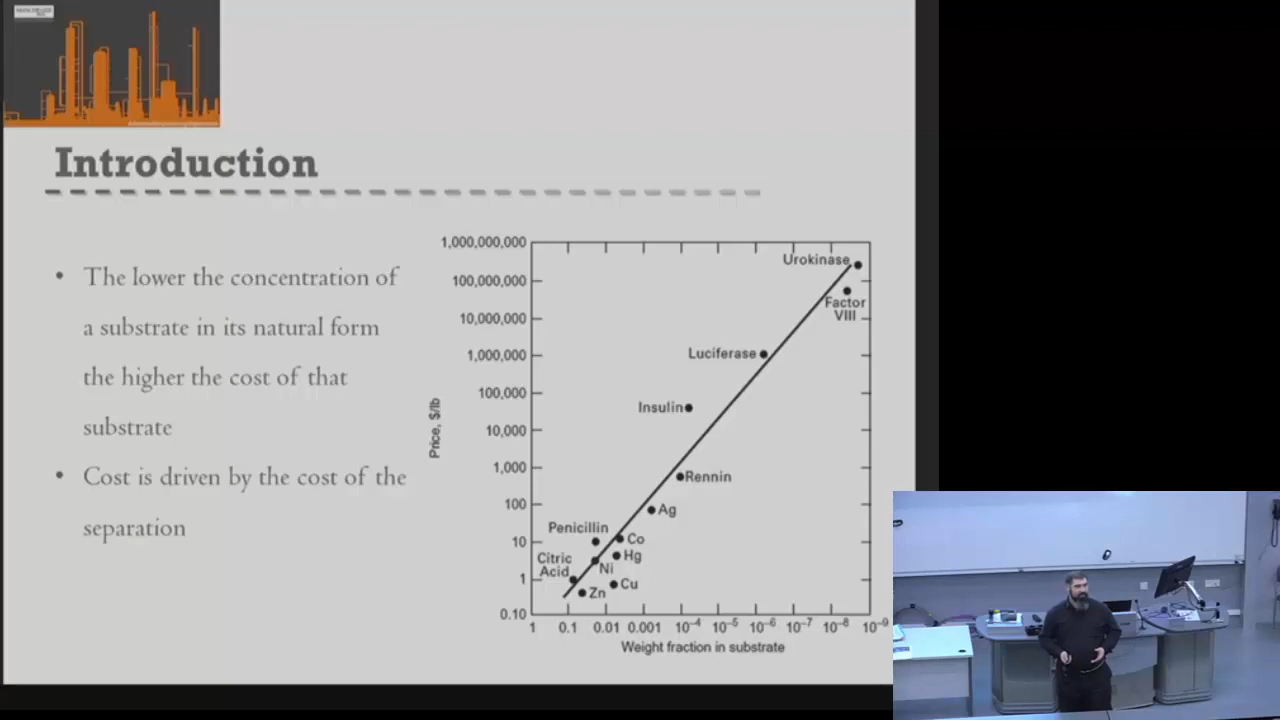 Introduction
• The lower the concentration of
a substrate in its natural form
the higher the cost of that
substrate
• Cost is driven by the cost of the
separation
1,000,000,000
100,000,000
10,000,000
1,000,000
100,000
10,000
1,000
100
10
1
0.10
Price, $/lb
Urokinase
Factor
VIII
Luciferase
Insulin
Rennin
Ag
Penicillin
Co
Hg
Citric
Acid
Ni
Cu
Zn
1 0.1 0.01 0.001 10⁻⁴ 10⁻⁵ 10⁻⁶ 10⁻⁷ 10⁻⁸ 10⁻⁹
Weight fraction in substrate